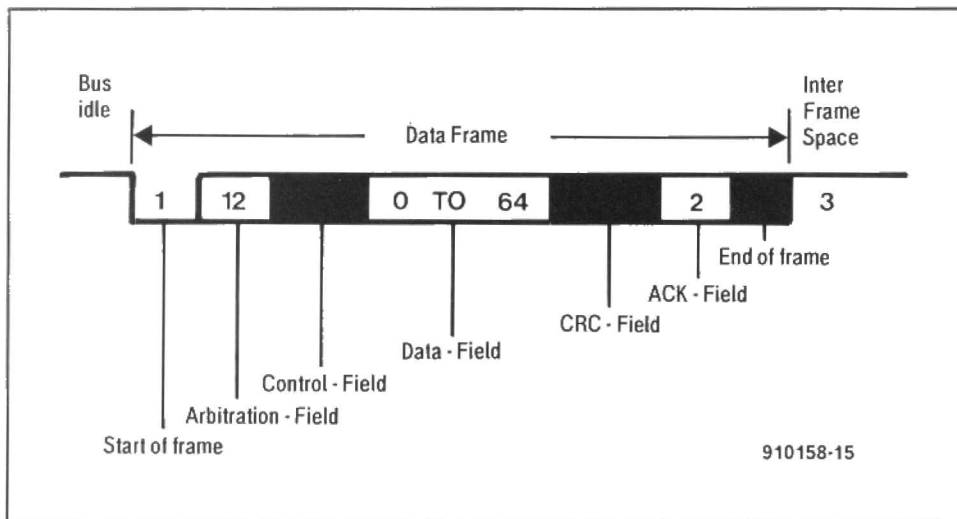 Bus
idle
Data Frame
Inter
Frame
Space
1 12 0 TO 64 2 3
End of frame
ACK - Field
CRC - Field
Data - Field
Control - Field
Arbitration - Field
Start of frame
910158-15